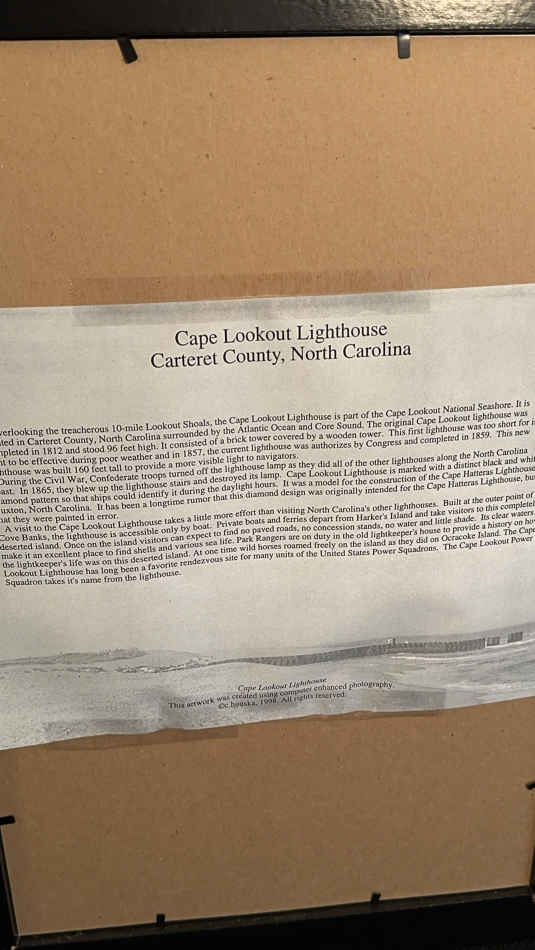 Cape Lookout Lighthouse
Carteret County, North Carolina
verlooking the treacherous 10-mile Lookout Shoals, the Cape Lookout Lighthouse is part of the Cape Lookout National Seashore. It is
ted in Carteret County, North Carolina surrounded by the Atlantic Ocean and Core Sound. The original Cape Lookout lighthouse was
mpleted in 1812 and stood 96 feet high. It consisted of a brick tower covered by a wooden tower. This first lighthouse was too short for i
it to be effective during poor weather and in 1857, the current lighthouse was authorizes by Congress and completed in 1859. This new
hthouse was built 160 feet tall to provide a more visible light to navigators.
During the Civil War, Confederate troops turned off the lighthouse lamp as they did all of the other lighthouses along the North Carolina
ast. In 1865, they blew up the lighthouse stairs and destroyed its lamp. Cape Lookout Lighthouse is marked with a distinct black and whit
amond pattern so that ships could identify it during the daylight hours. It was a model for the construction of the Cape Hatteras Lighthouse
uxton, North Carolina. It has been a longtime rumor that this diamond design was originally intended for the Cape Hatteras Lighthouse, bu
hat they were painted in error.
A visit to the Cape Lookout Lighthouse takes a little more effort than visiting North Carolina's other lighthouses. Built at the outer point of
Cove Banks, the lighthouse is accessible only by boat. Private boats and ferries depart from Harker's Island and take visitors to this completel
deserted island. Once on the island visitors can expect to find no paved roads, no concession stands, no water and little shade. Its clear waters
make it an excellent place to find shells and various sea life. Park Rangers are on duty in the old lightkeeper's house to provide a history on how
the lightkeeper's life was on this deserted island. At one time wild horses roamed freely on the island as they did on Ocracoke Island. The Cape
Lookout Lighthouse has long been a favorite rendezvous site for many units of the United States Power Squadrons. The Cape Lookout Power
Squadron takes it's name from the lighthouse.
Cape Lookout Lighthouse
This artwork was created using computer enhanced photography.
©c.houska, 1998. All rights reserved.